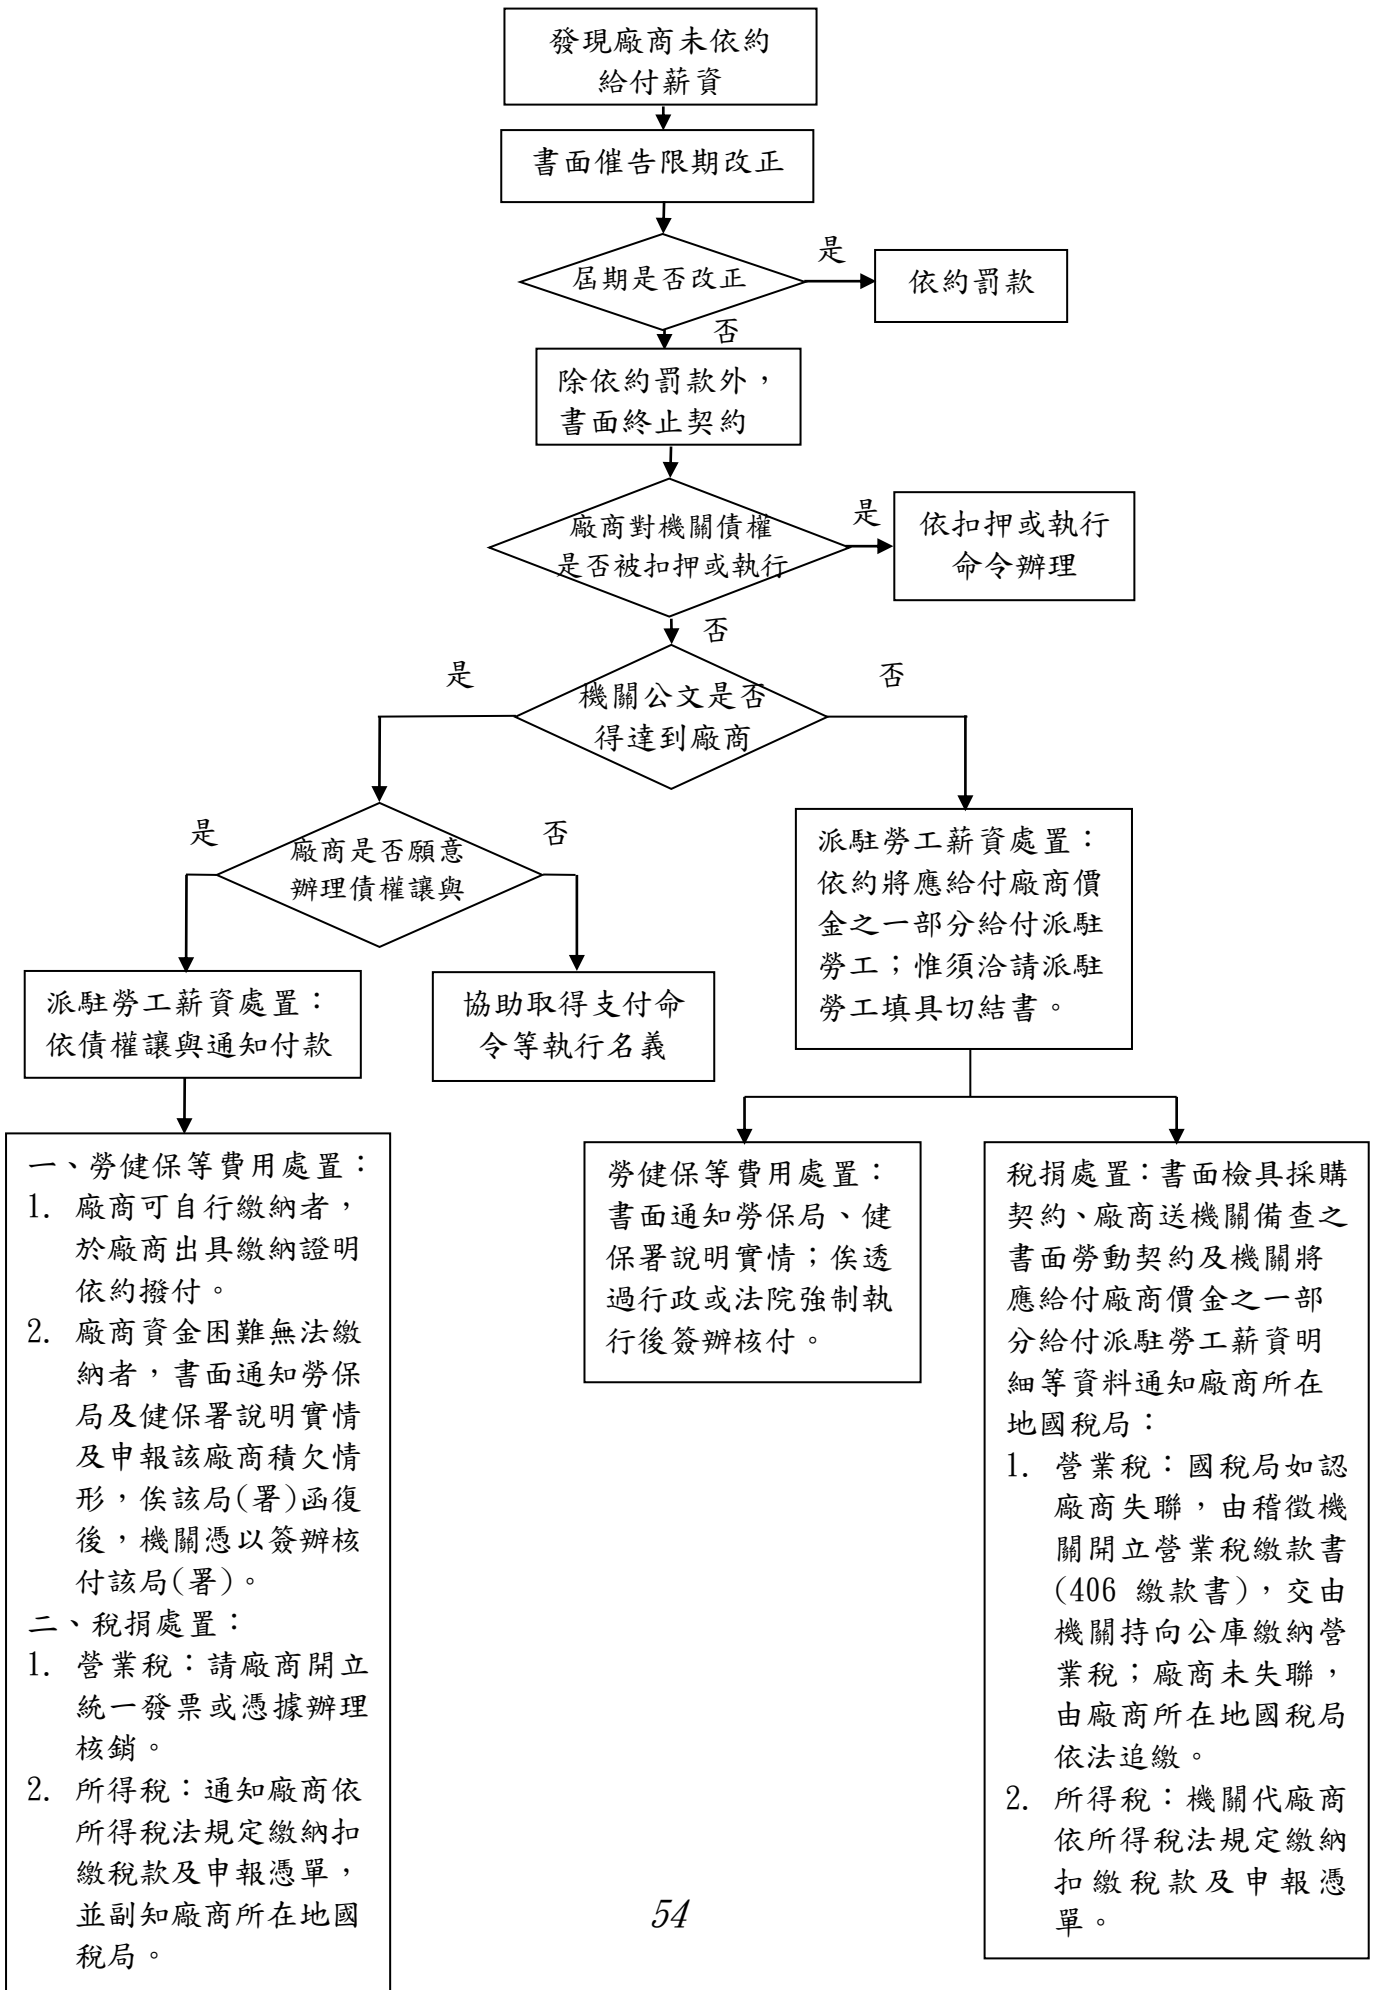 發現廠商未依約
給付薪資
書面催告限期改正
屆期是否改正
是
依約罰款
否
除依約罰款外，
書面終止契約
廠商對機關債權
是否被扣押或執行
是
依扣押或執行
命令辦理
否
機關公文是否
得達到廠商
是
否
廠商是否願意
辦理債權讓與
是
否
派駐勞工薪資處置：
依債權讓與通知付款
協助取得支付命
令等執行名義
派駐勞工薪資處置：
依約將應給付廠商價
金之一部分給付派駐
勞工；惟須洽請派駐
勞工填具切結書。
一、勞健保等費用處置：
1. 廠商可自行繳納者，
於廠商出具繳納證明
依約撥付。
2. 廠商資金困難無法繳
納者，書面通知勞保
局及健保署說明實情
及申報該廠商積欠情
形，俟該局(署)函復
後，機關憑以簽辦核
付該局(署)。
二、稅捐處置：
1. 營業稅：請廠商開立
統一發票或憑據辦理
核銷。
2. 所得稅：通知廠商依
所得稅法規定繳納扣
繳稅款及申報憑單，
並副知廠商所在地國
稅局。
勞健保等費用處置：
書面通知勞保局、健
保署說明實情；俟透
過行政或法院強制執
行後簽辦核付。
稅捐處置：書面檢具採購
契約、廠商送機關備查之
書面勞動契約及機關將
應給付廠商價金之一部
分給付派駐勞工薪資明
細等資料通知廠商所在
地國稅局：
1. 營業稅：國稅局如認
廠商失聯，由稽徵機
關開立營業稅繳款書
(406 繳款書)，交由
機關持向公庫繳納營
業稅；廠商未失聯，
由廠商所在地國稅局
依法追繳。
2. 所得稅：機關代廠商
依所得稅法規定繳納
扣繳稅款及申報憑
單。
54